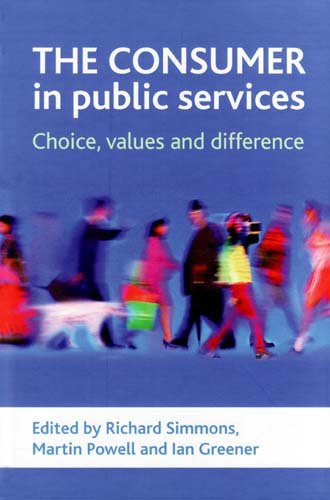 THE CONSUMER
in public services
Choice, values and difference
Edited by Richard Simmons,
Martin Powell and Ian Greener